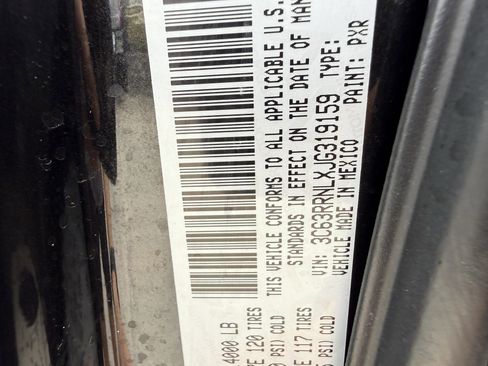 4000 LB
E 120 TIRES
PSI) COLD
E 117 TIRES
PSI) COLD
THIS VEHICLE CONFORMS TO ALL APPLICABLE U.S.
STANDARDS IN EFFECT ON THE DATE OF MAN
VIN: 3C63RRNLXJG319159 TYPE:
VEHICLE MADE IN MEXICO PAINT: PXR